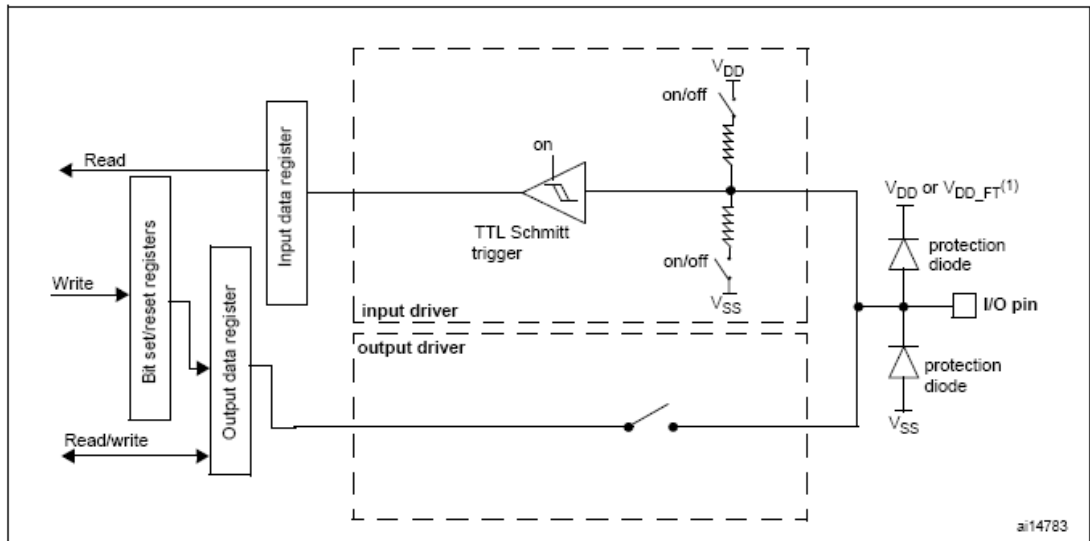 VDD
on/off
on
Read
Input data register
VDD or VDD_FT(1)
TTL Schmitt
trigger
protection
diode
on/off
Write
Bit set/reset registers
Output data register
VSS
I/O pin
input driver
output driver
protection
diode
VSS
Read/write
ai14783